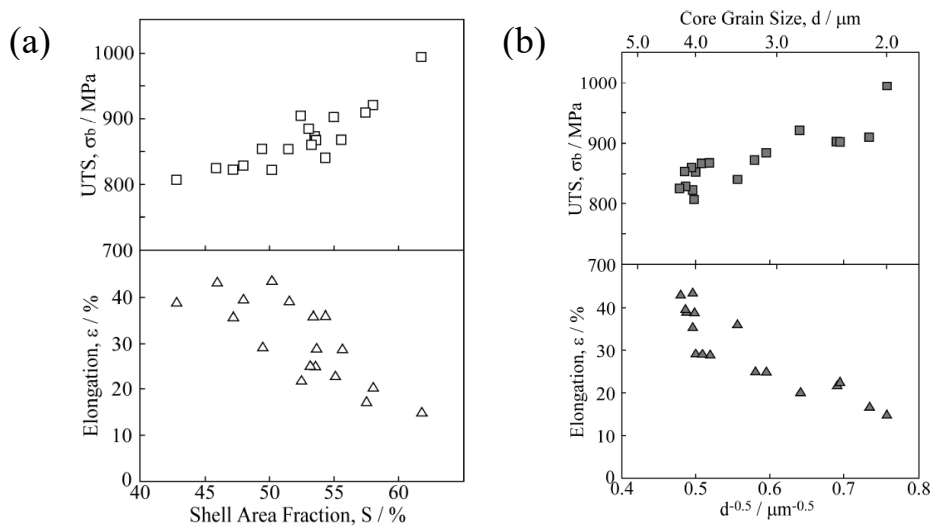 (a)
UTS, σb / MPa
1000
900
800
700
Elongation, ε / %
40
30
20
10
0
40 45 50 55 60
Shell Area Fraction, S / %
(b)
Core Grain Size, d / μm
5.0 4.0 3.0 2.0
UTS, σb / MPa
1000
900
800
700
Elongation, ε / %
40
30
20
10
0
0.4 0.5 0.6 0.7 0.8
d-0.5 / μm-0.5